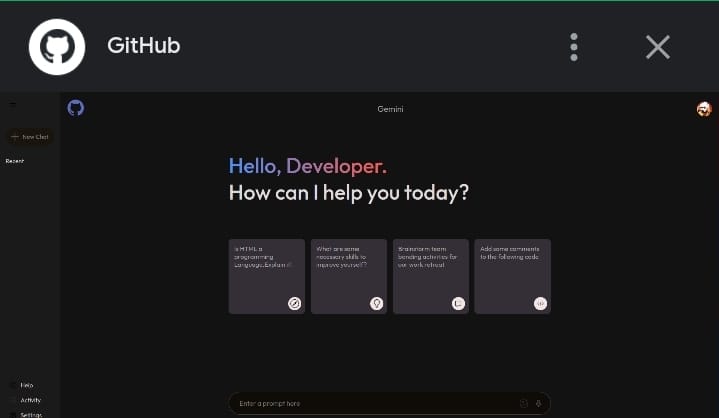 GitHub
Gemini
New Chat
Recent
Hello, Developer.
How can I help you today?
Is HTML a
programming
Language,Explain it!
What are some
necessary skills to
improve yourself?
Brainstorm team
bonding activities for
our work retreat
Add some comments
to the following code
Help
Activity
Settings
Enter a prompt here